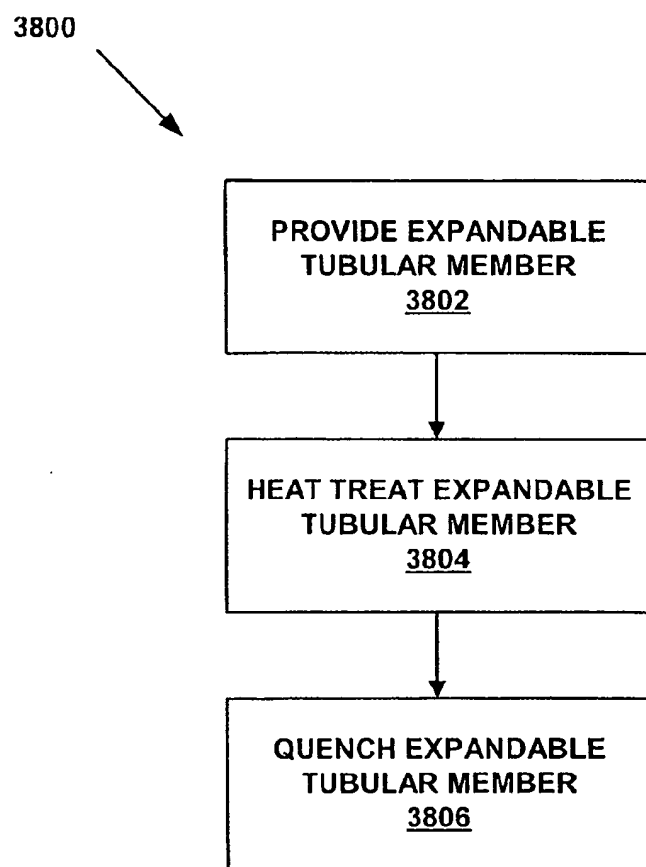 3800
PROVIDE EXPANDABLE
TUBULAR MEMBER
3802
HEAT TREAT EXPANDABLE
TUBULAR MEMBER
3804
QUENCH EXPANDABLE
TUBULAR MEMBER
3806